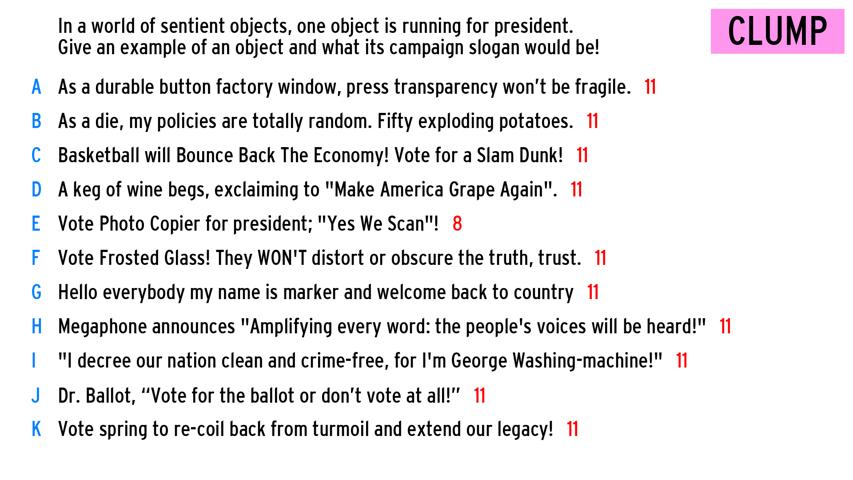 In a world of sentient objects, one object is running for president.
Give an example of an object and what its campaign slogan would be!
CLUMP
A As a durable button factory window, press transparency won’t be fragile. 11
B As a die, my policies are totally random. Fifty exploding potatoes. 11
C Basketball will Bounce Back The Economy! Vote for a Slam Dunk! 11
D A keg of wine begs, exclaiming to "Make America Grape Again". 11
E Vote Photo Copier for president; "Yes We Scan"! 8
F Vote Frosted Glass! They WON'T distort or obscure the truth, trust. 11
G Hello everybody my name is marker and welcome back to country 11
H Megaphone announces "Amplifying every word: the people's voices will be heard!" 11
I "I decree our nation clean and crime-free, for I'm George Washing-machine!" 11
J Dr. Ballot, “Vote for the ballot or don’t vote at all!” 11
K Vote spring to re-coil back from turmoil and extend our legacy! 11